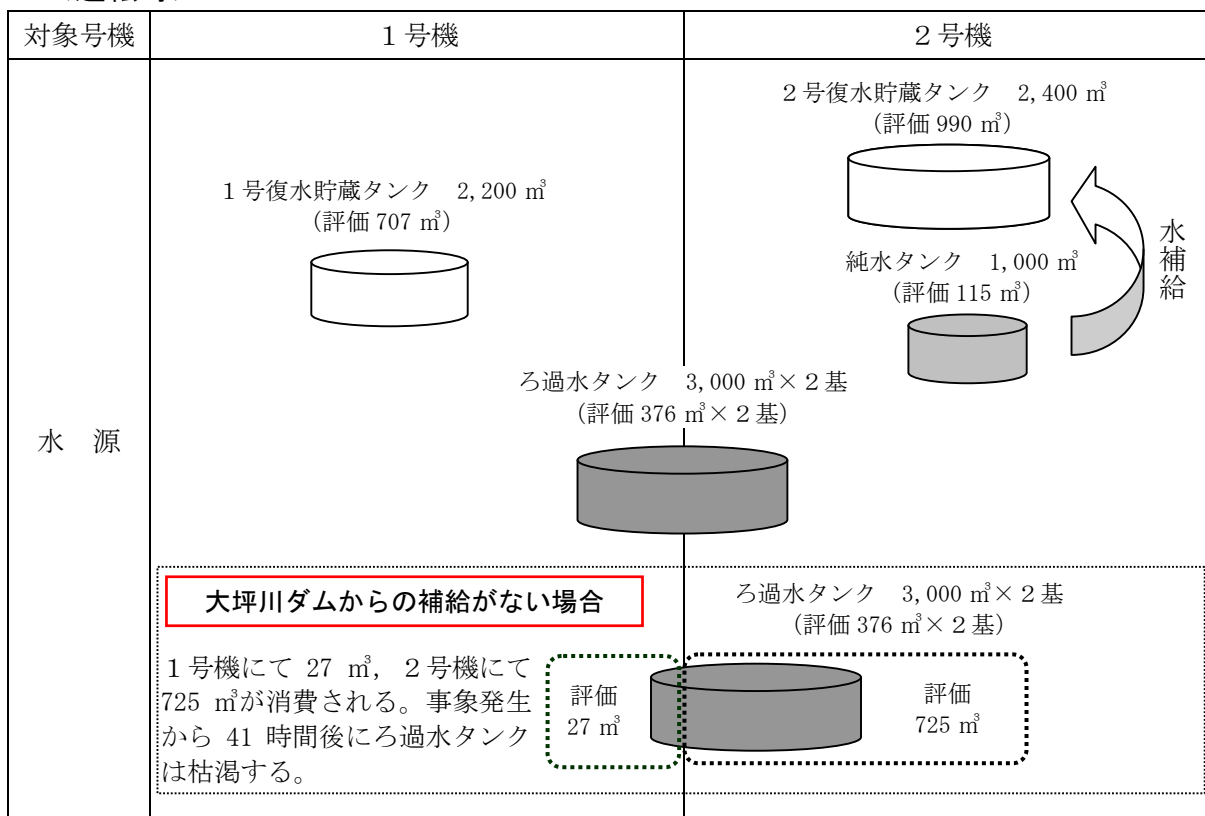 対象号機
１号機
２号機
水　源
２号復水貯蔵タンク　2,400 ㎥
（評価 990 ㎥）
１号復水貯蔵タンク　2,200 ㎥
（評価 707 ㎥）
純水タンク　1,000 ㎥
（評価 115 ㎥）
水補給
ろ過水タンク　3,000 ㎥×２基
（評価 376 ㎥×２基）
大坪川ダムからの補給がない場合
１号機にて 27 ㎥，２号機にて
725 ㎥が消費される。事象発生
から 41 時間後にろ過水タンク
は枯渇する。
ろ過水タンク　3,000 ㎥×２基
（評価 376 ㎥×２基）
評価
27 ㎥
評価
725 ㎥